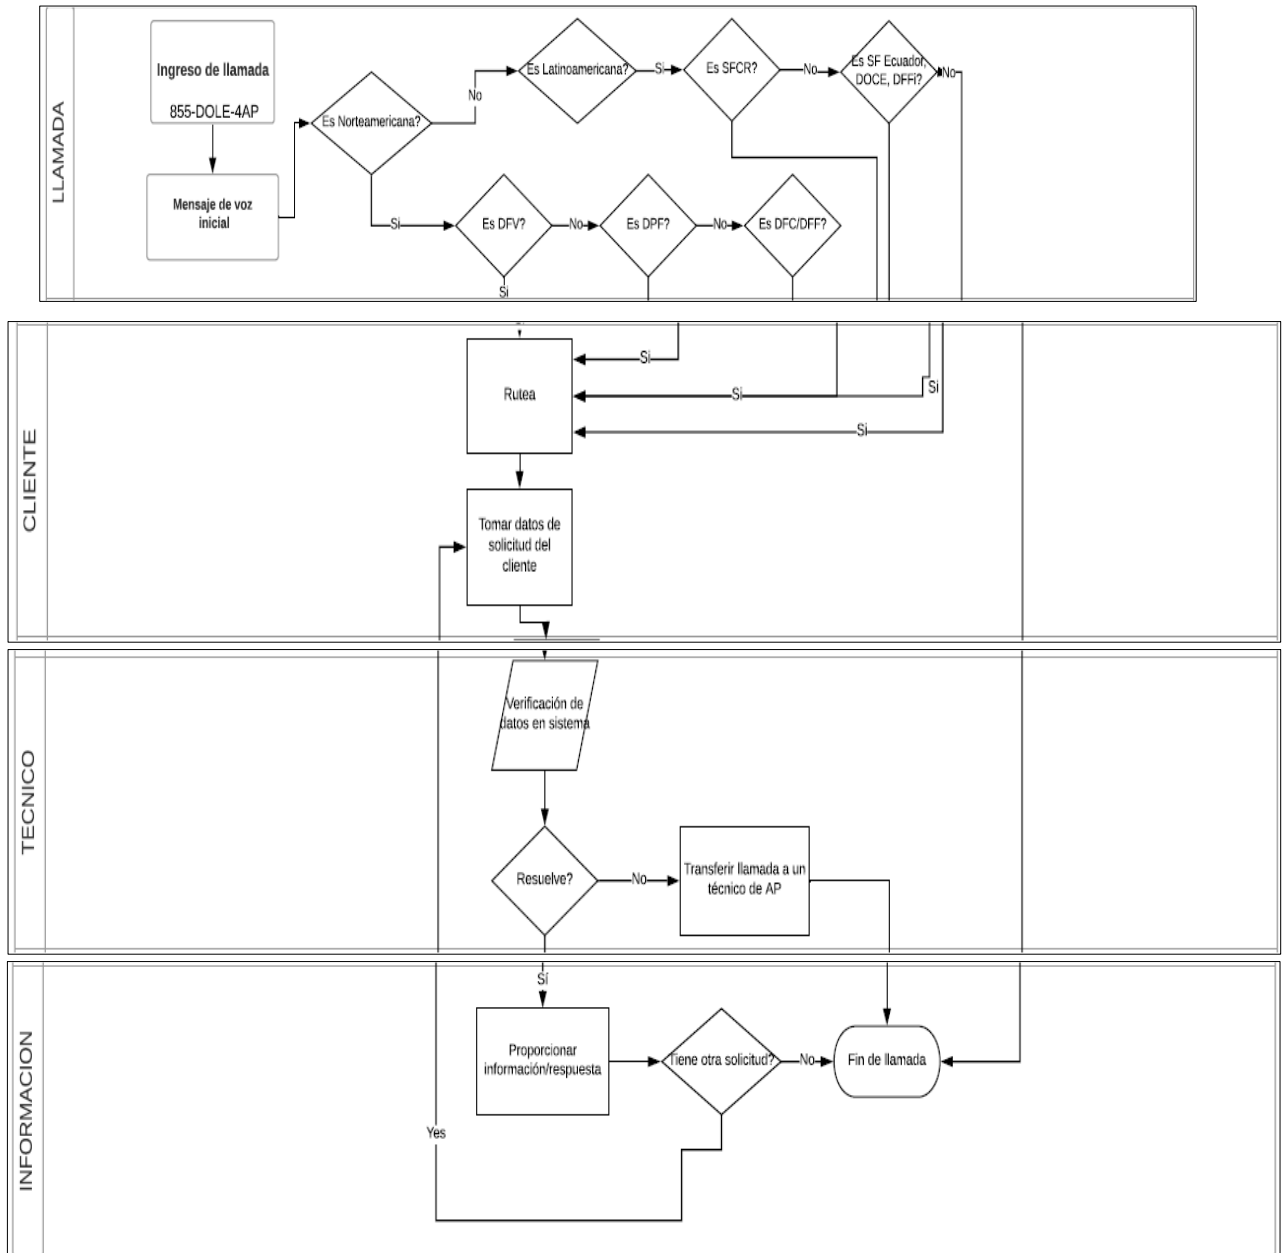 LLAMADA
Ingreso de llamada
855-DOLE-4AP
Mensaje de voz
inicial
Es Norteamericana?
No
Es Latinoamericana?
Si
Es SFCR?
No
Es SF Ecuador,
DOCE, DFFi?
No
Si
Es DFV?
No
Es DPF?
No
Es DFC/DFF?
Si
CLIENTE
Si
Rutea
Si
Si
Si
Tomar datos de
solicitud del
cliente
TECNICO
Verificación de
datos en sistema
Resuelve?
No
Transferir llamada a un
técnico de AP
INFORMACION
Sí
Proporcionar
información/respuesta
Tiene otra solicitud?
No
Fin de llamada
Yes